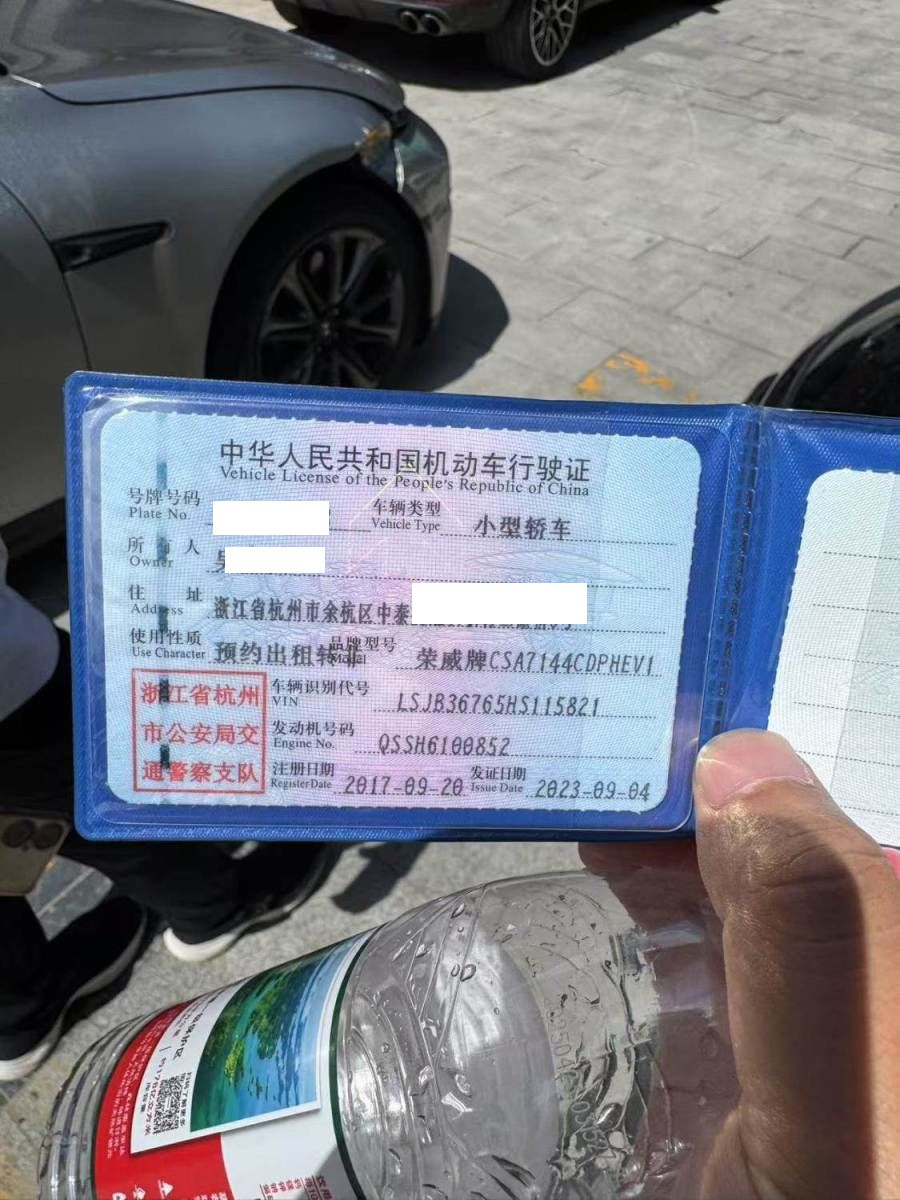 中华人民共和国机动车行驶证
Vehicle License of the People's Republic of China
号牌号码 车辆类型 小型轿车
Plate No. Vehicle Type
所有人
Owner
住址 浙江省杭州市余杭区中泰
Address
使用性质 预约出租转非 品牌型号 荣威牌CSA7144CDPHEV1
Use Character Model
浙江省杭州 车辆识别代号 LSJB36765HS115821
VIN
市公安局交 发动机号码 QSSH6100852
Engine No.
通警察支队 注册日期 2017-09-20 发证日期 2023-09-04
Register Date Issue Date